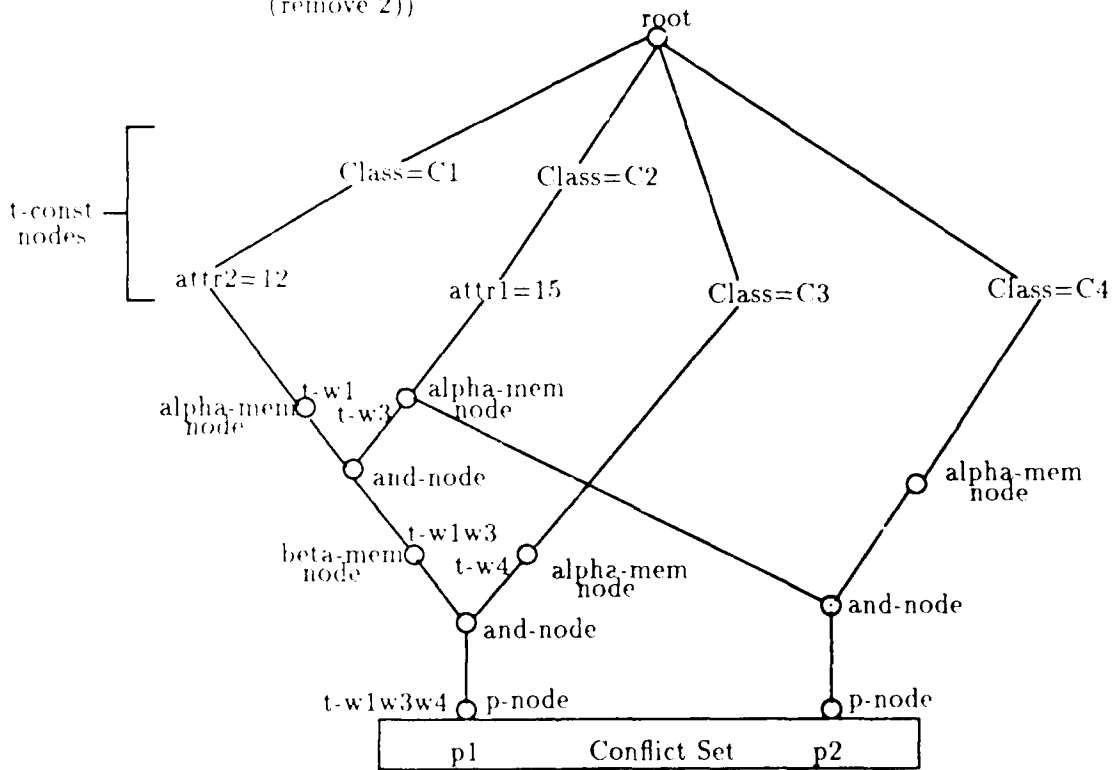 (remove 2))
root
Class=C1
Class=C2
t-const
nodes
attr2=12
attr1=15
Class=C3
Class=C4
t-w1
alpha-mem
node
t-w3
alpha-mem
node
and-node
alpha-mem
node
t-w1w3
beta-mem
node
t-w4
alpha-mem
node
and-node
and-node
t-w1w3w4
p-node
p-node
p1
Conflict Set
p2